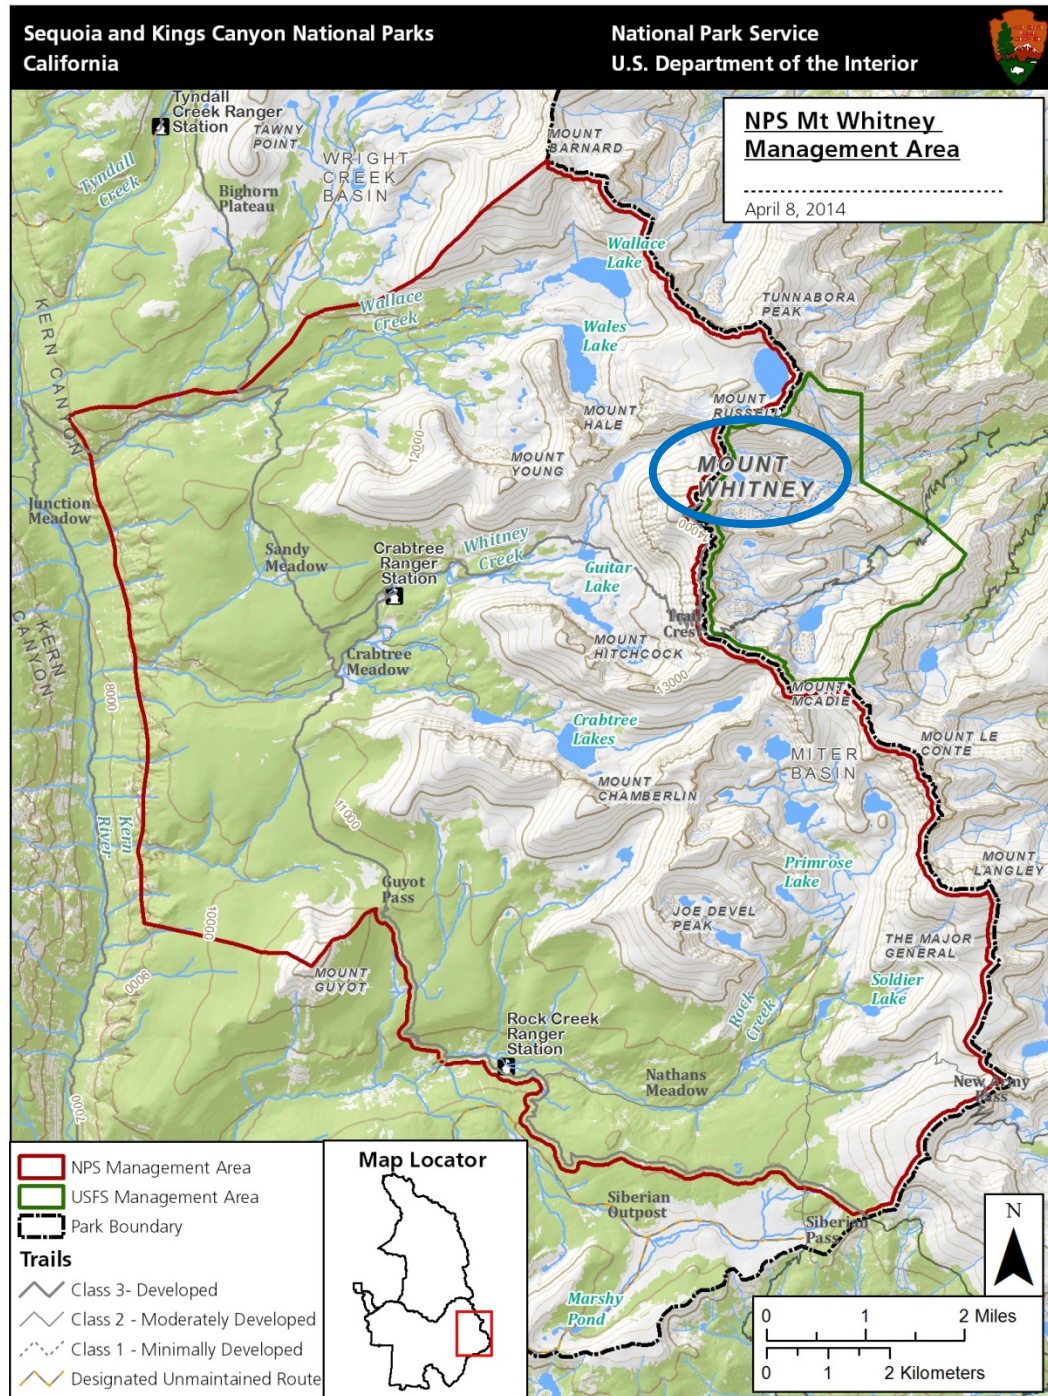 Sequoia and Kings Canyon National Parks
California
National Park Service
U.S. Department of the Interior
NPS Mt Whitney
Management Area
April 8, 2014
Tyndall
Creek Ranger
Station
TAWNY
POINT
MOUNT
BARNARD
WRIGHT
CREEK
BASIN
Tyndall
Creek
Bighorn
Plateau
Wallace
Lake
Wallace
Creek
TUNNABORA
PEAK
KERN CANYON
Wales
Lake
MOUNT
RUSSELL
MOUNT
HALE
12000
MOUNT
YOUNG
MOUNT
WHITNEY
Junction
Meadow
14000
Sandy
Meadow
Whitney
Creek
Crabtree
Ranger
Station
Guitar
Lake
Trail
Crest
KERN
CANYON
MOUNT
HITCHCOCK
Crabtree
Meadow
13000
8000
MOUNT
MCADIE
Crabtree
Lakes
MOUNT LE
CONTE
MITER
BASIN
MOUNT
CHAMBERLIN
11000
Kern
River
Primrose
Lake
MOUNT
LANGLEY
Guyot
Pass
10000
JOE DEVEL
PEAK
THE MAJOR
GENERAL
MOUNT
GUYOT
9000
Soldier
Lake
Rock
Creek
Rock Creek
Ranger
Station
Nathans
Meadow
New Army
Pass
7000
Siberian
Outpost
Siberian
Pass
Marshy
Pond
NPS Management Area
USFS Management Area
Park Boundary
Trails
Class 3- Developed
Class 2 - Moderately Developed
Class 1 - Minimally Developed
Designated Unmaintained Route
Map Locator
N
0 1 2 Miles
0 1 2 Kilometers